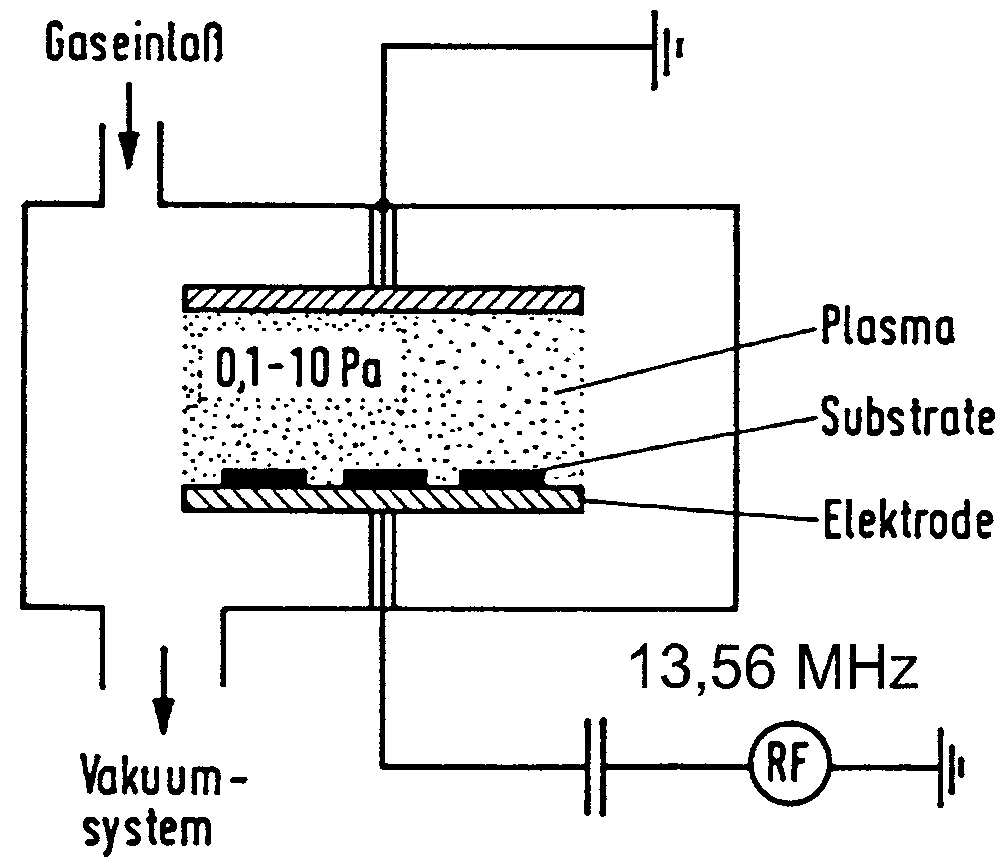 Gaseinlaß
0,1-10 Pa
Plasma
Substrate
Elektrode
13,56 MHz
RF
Vakuum-
system